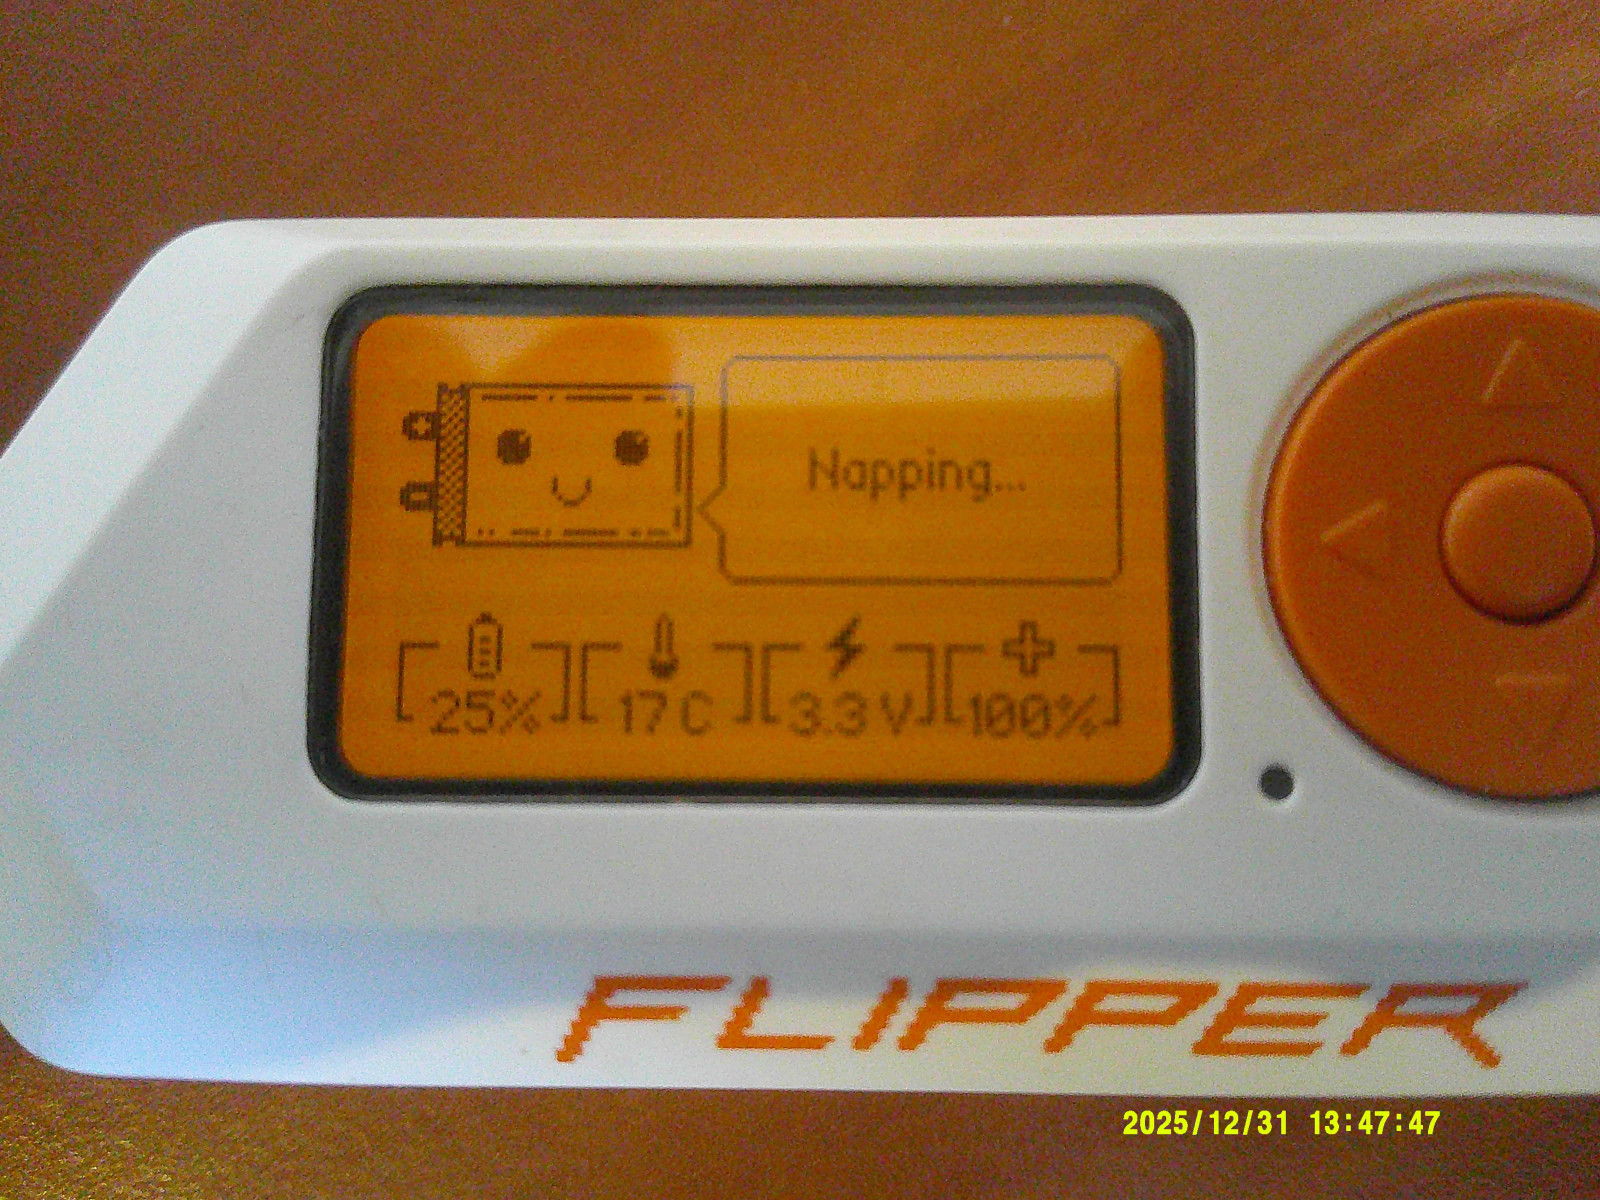 Napping...
25% 17C 3.3V 100%
FLIPPER
2025/12/31 13:47:47